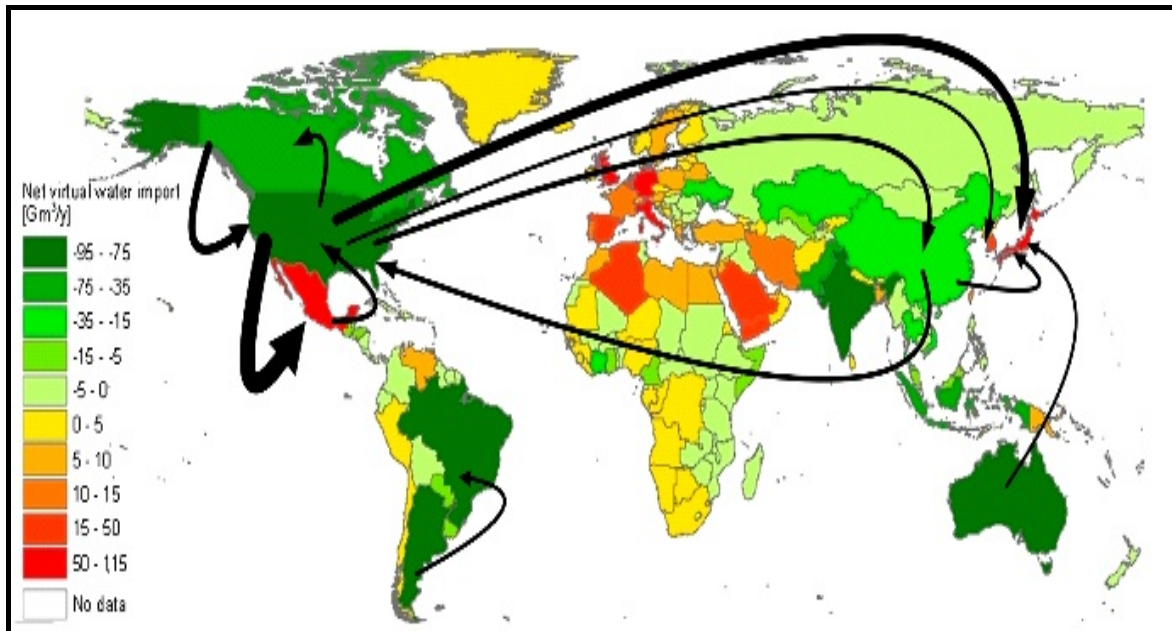 Net virtual water import
[Gm³/y]
-95 - -75
-75 - -35
-35 - -15
-15 - -5
-5 - 0
0 - 5
5 - 10
10 - 15
15 - 50
50 - 115
No data